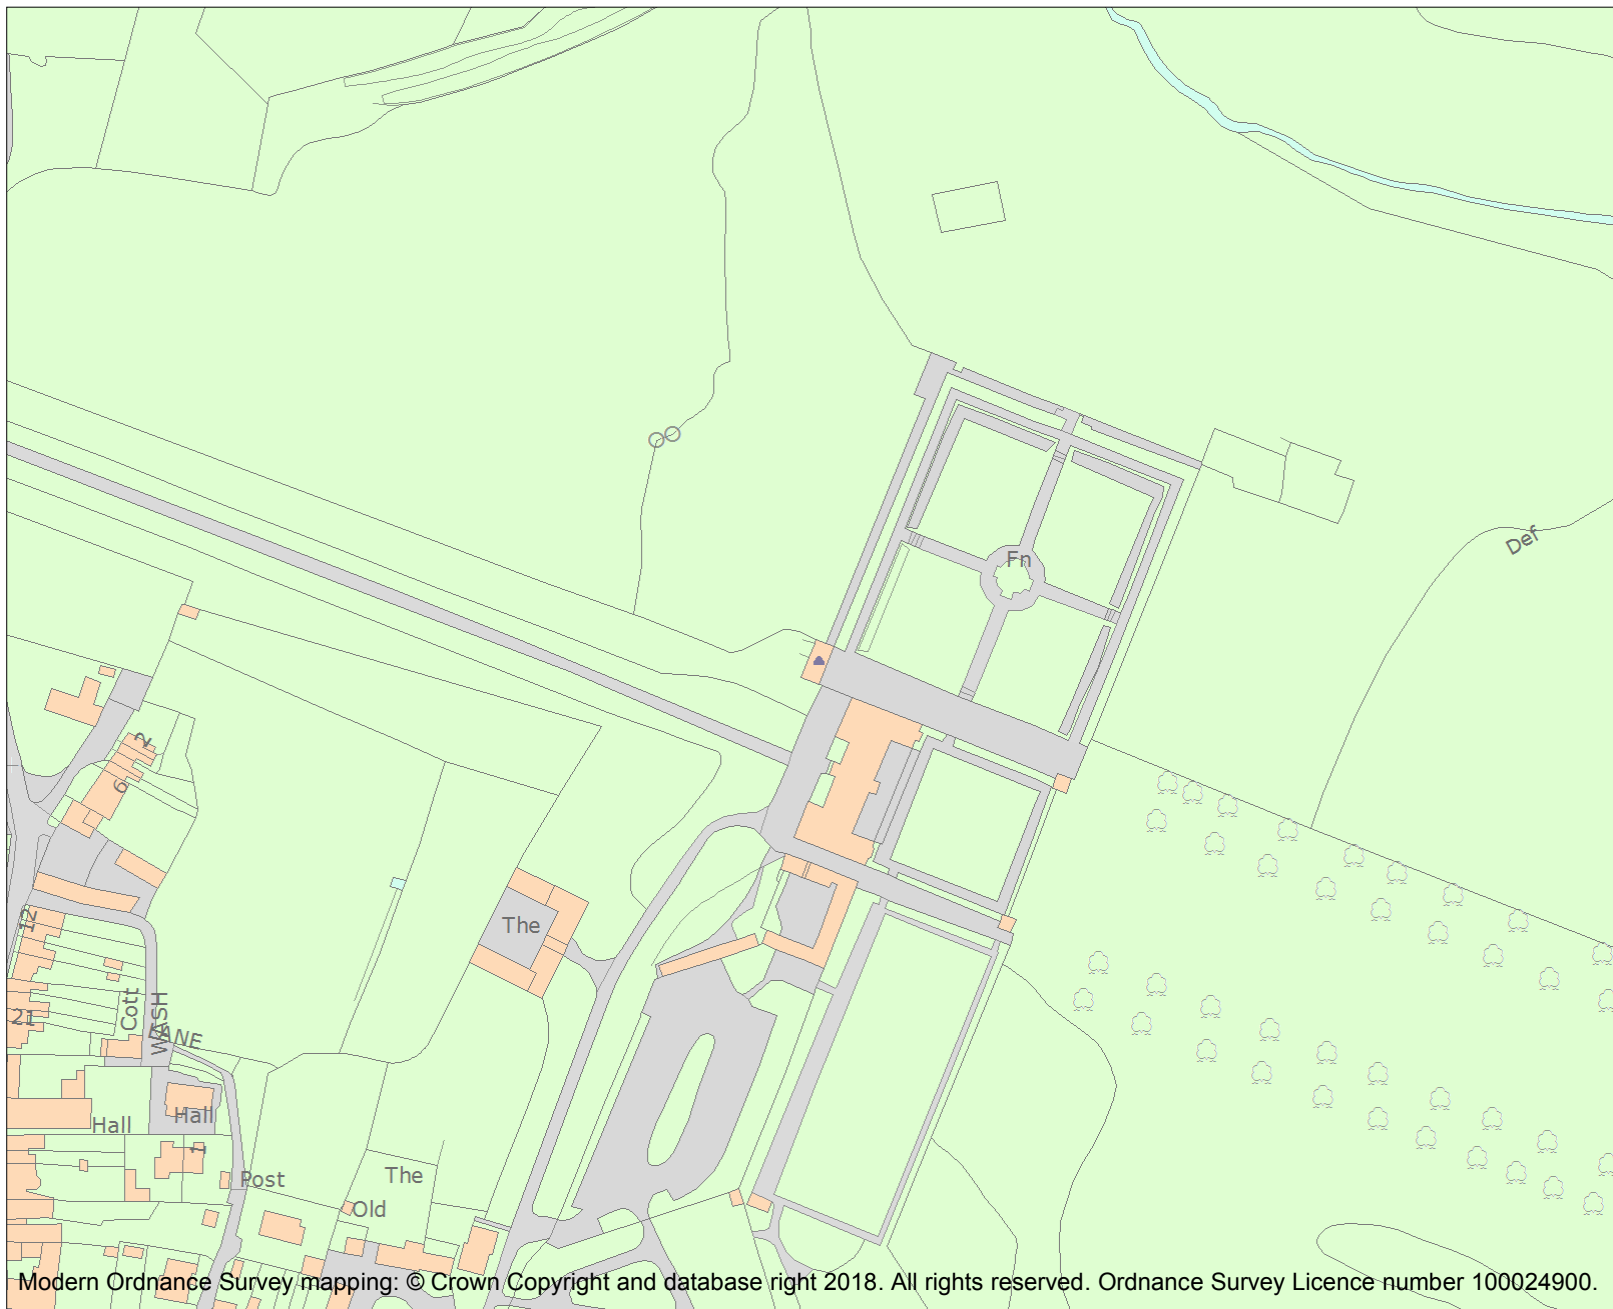 Fn
Def
2
6
The
12
Cott
21
WASH
LANE
Hall
Hall
1
The
Post
Old
Modern Ordnance Survey mapping: © Crown Copyright and database right 2018. All rights reserved. Ordnance Survey Licence number 100024900.